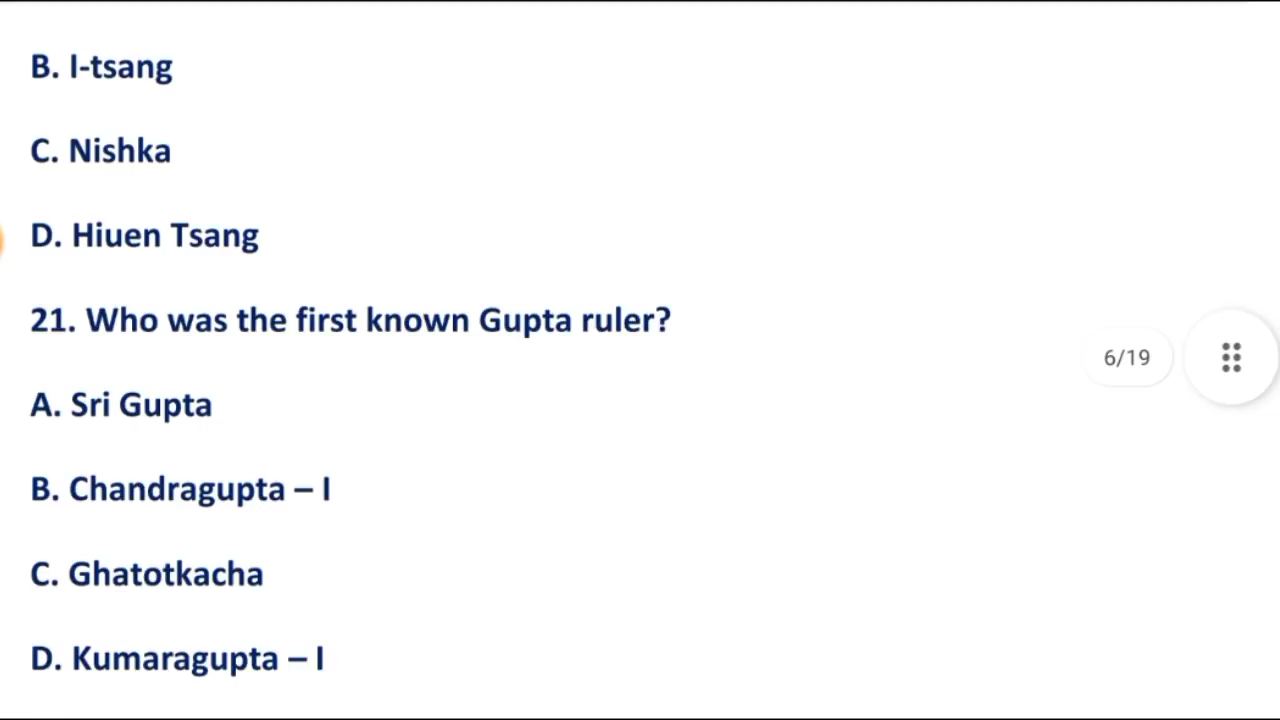 B. I-tsang
C. Nishka
D. Hiuen Tsang
21. Who was the first known Gupta ruler?
6/19
A. Sri Gupta
B. Chandragupta – I
C. Ghatotkacha
D. Kumaragupta – I